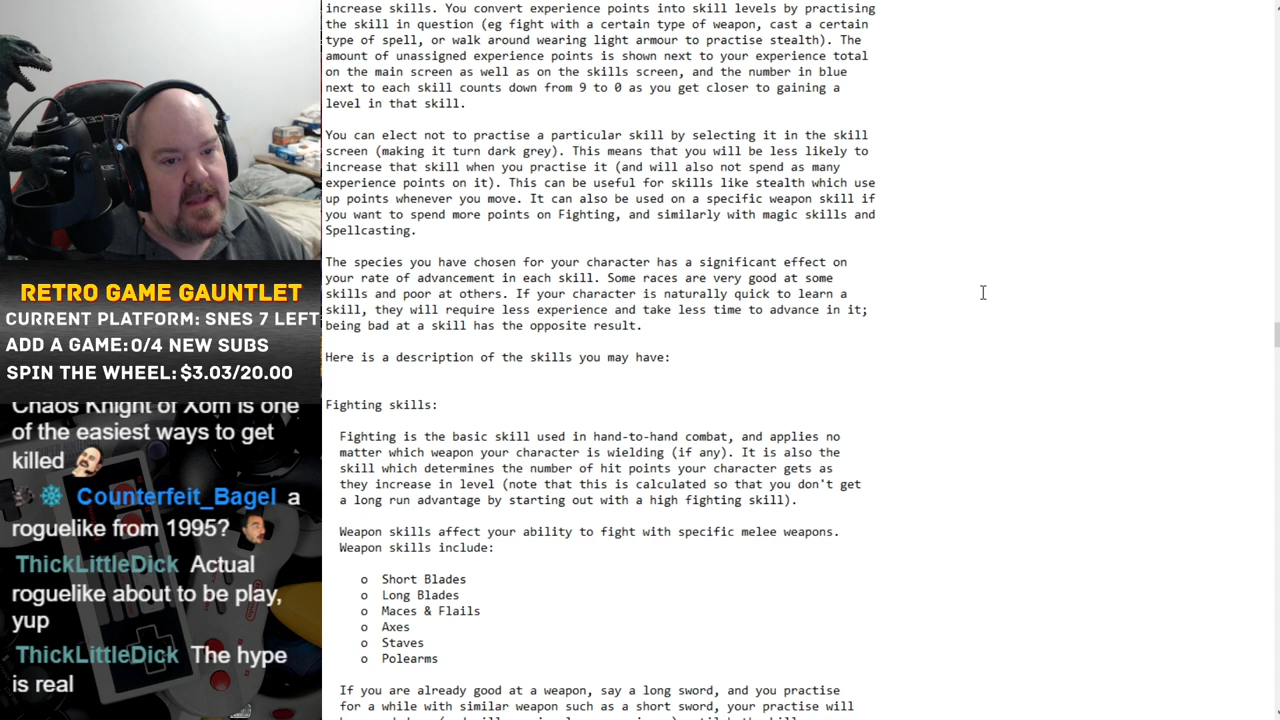 increase skills. You convert experience points into skill levels by practising
the skill in question (eg fight with a certain type of weapon, cast a certain
type of spell, or walk around wearing light armour to practise stealth). The
amount of unassigned experience points is shown next to your experience total
on the main screen as well as on the skills screen, and the number in blue
next to each skill counts down from 9 to 0 as you get closer to gaining a
level in that skill.
You can elect not to practise a particular skill by selecting it in the skill
screen (making it turn dark grey). This means that you will be less likely to
increase that skill when you practise it (and will also not spend as many
experience points on it). This can be useful for skills like stealth which use
up points whenever you move. It can also be used on a specific weapon skill if
you want to spend more points on Fighting, and similarly with magic skills and
Spellcasting.
The species you have chosen for your character has a significant effect on
your rate of advancement in each skill. Some races are very good at some
skills and poor at others. If your character is naturally quick to learn a
skill, they will require less experience and take less time to advance in it;
being bad at a skill has the opposite result.
Here is a description of the skills you may have:
Fighting skills:
Fighting is the basic skill used in hand-to-hand combat, and applies no
matter which weapon your character is wielding (if any). It is also the
skill which determines the number of hit points your character gets as
they increase in level (note that this is calculated so that you don't get
a long run advantage by starting out with a high fighting skill).
Weapon skills affect your ability to fight with specific melee weapons.
Weapon skills include:
o Short Blades
o Long Blades
o Maces & Flails
o Axes
o Staves
o Polearms
If you are already good at a weapon, say a long sword, and you practise
for a while with similar weapon such as a short sword, your practise will
RETRO GAME GAUNTLET
CURRENT PLATFORM: SNES 7 LEFT
ADD A GAME: 0/4 NEW SUBS
SPIN THE WHEEL: $3.03/20.00
Chaos Knight of Xom is one
of the easiest ways to get
killed
Counterfeit_Bagel a
roguelike from 1995?
ThickLittleDick Actual
roguelike about to be play,
yup
ThickLittleDick The hype
is real